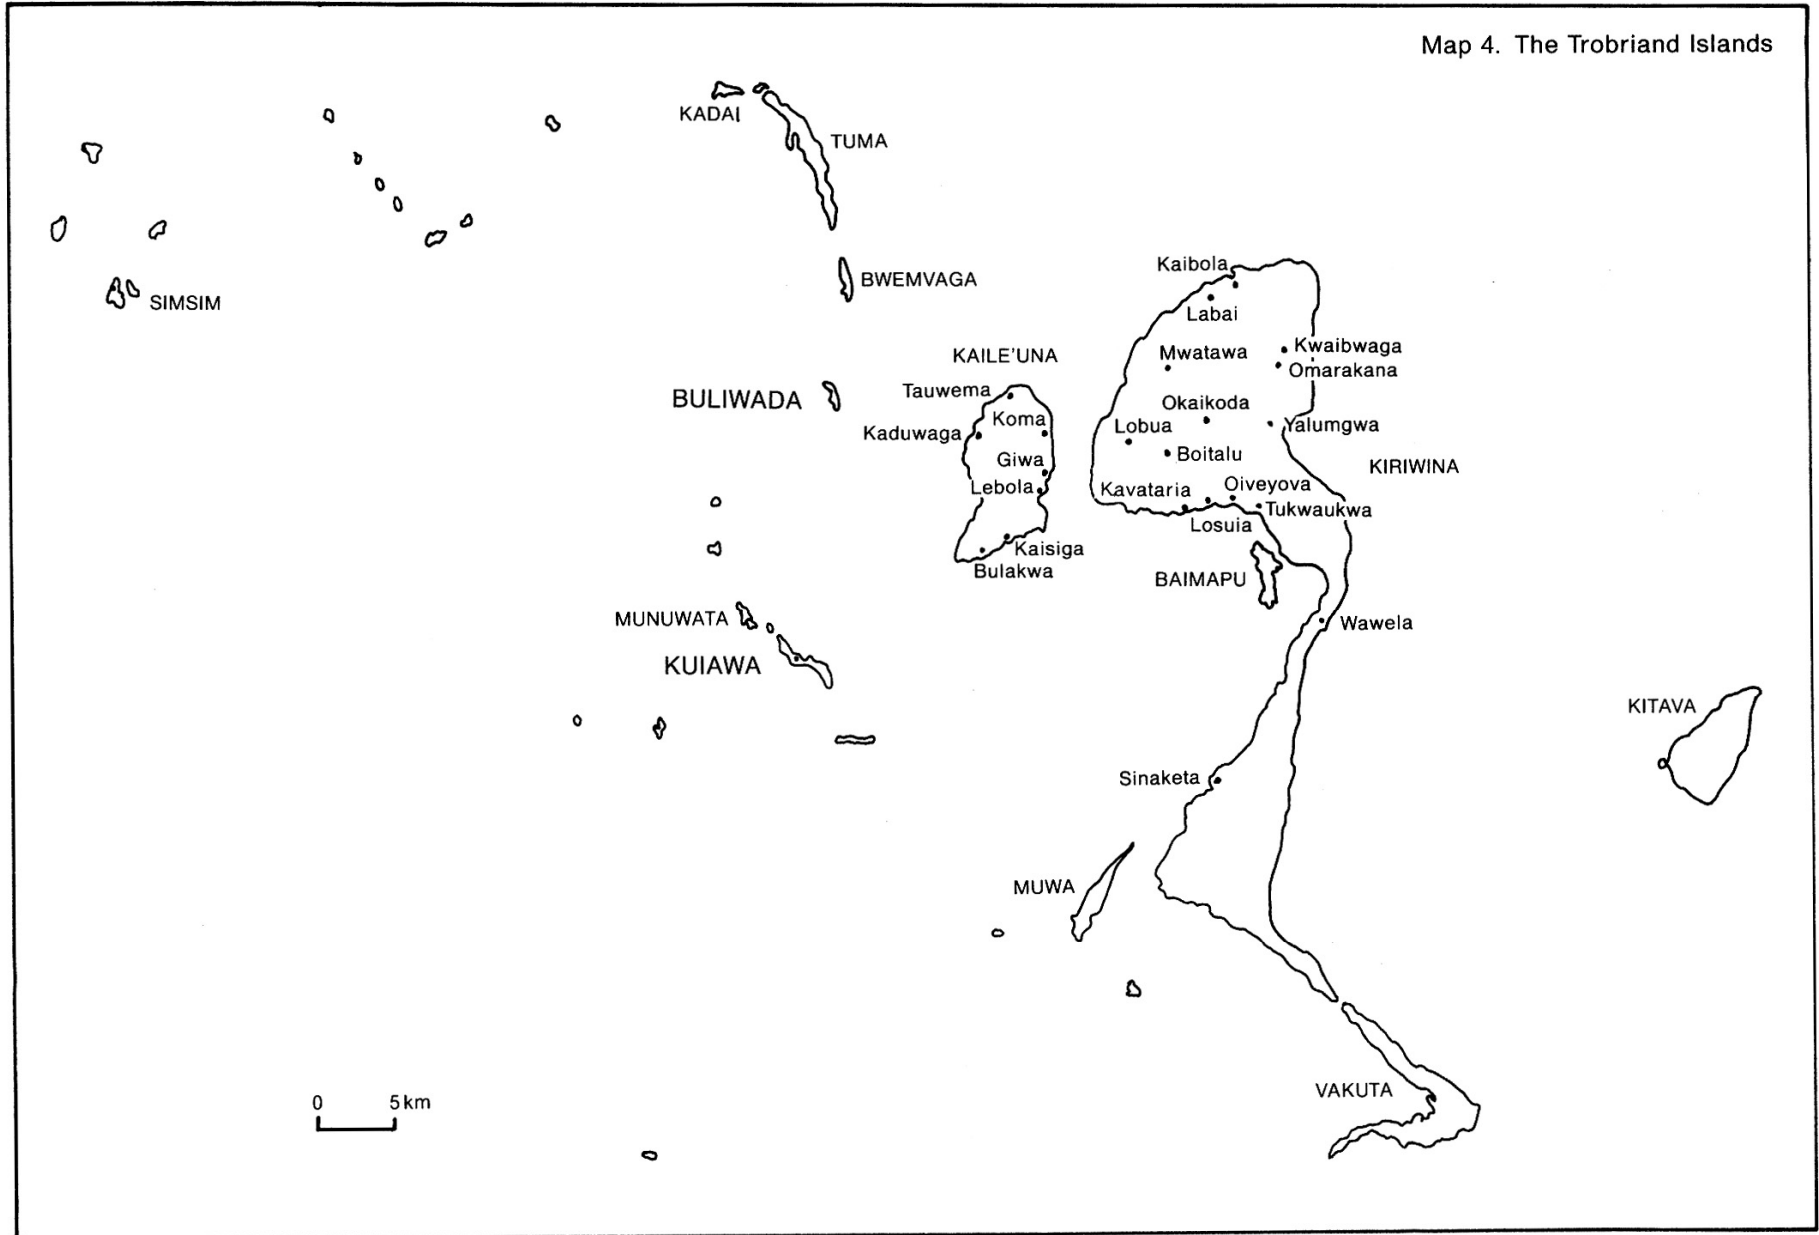 Map 4. The Trobriand Islands
KADAI
TUMA
BWEMVAGA
SIMSIM
Kaibola
Labai
KAILE'UNA
Mwatawa
Kwaibwaga
Omarakana
BULIWADA
Tauwema
Okaikoda
Koma
Kaduwaga
Lobua
Yalumgwa
Boitalu
Giwa
KIRIWINA
Lebola
Kavataria
Oiveyova
Tukwaukwa
Losuia
Kaisiga
Bulakwa
BAIMAPU
MUNUWATA
Wawela
KUIAWA
KITAVA
Sinaketa
MUWA
VAKUTA
0 5km